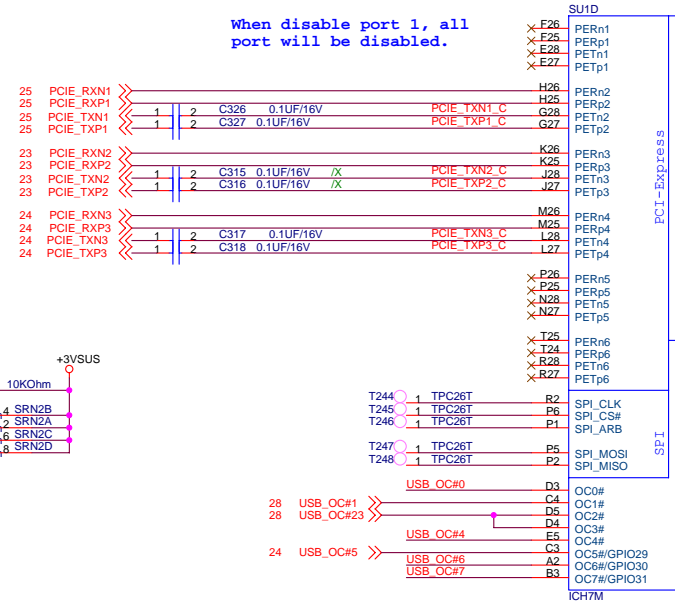 SU1D
When disable port 1, all
port will be disabled.
F26 PERn1
F25 PERp1
E28 PETn1
E27 PETp1
25 PCIE_RXN1 H26 PERn2
25 PCIE_RXP1 H25 PERp2
25 PCIE_TXN1 1 2 C326 0.1UF/16V PCIE_TXN1_C G28 PETn2
25 PCIE_TXP1 1 2 C327 0.1UF/16V PCIE_TXP1_C G27 PETp2
23 PCIE_RXN2 K26 PERn3
23 PCIE_RXP2 K25 PERp3
23 PCIE_TXN2 1 2 C315 0.1UF/16V /X PCIE_TXN2_C J28 PETn3
23 PCIE_TXP2 1 2 C316 0.1UF/16V /X PCIE_TXP2_C J27 PETp3
PCI-Express
24 PCIE_RXN3 M26 PERn4
24 PCIE_RXP3 M25 PERp4
24 PCIE_TXN3 1 2 C317 0.1UF/16V PCIE_TXN3_C L28 PETn4
24 PCIE_TXP3 1 2 C318 0.1UF/16V PCIE_TXP3_C L27 PETp4
P26 PERn5
P25 PERp5
N28 PETn5
N27 PETp5
T25 PERn6
T24 PERp6
R28 PETn6
R27 PETp6
+3VSUS
10KOhm
4 SRN2B
2 SRN2A
6 SRN2C
8 SRN2D
T244 1 TPC26T R2 SPI_CLK
T245 1 TPC26T P6 SPI_CS#
T246 1 TPC26T P1 SPI_ARB
SPI
T247 1 TPC26T P5 SPI_MOSI
T248 1 TPC26T P2 SPI_MISO
USB_OC#0 D3 OC0#
28 USB_OC#1 C4 OC1#
28 USB_OC#23 D5 OC2#
D4 OC3#
USB_OC#4 E5 OC4#
24 USB_OC#5 C3 OC5#/GPIO29
USB_OC#6 A2 OC6#/GPIO30
USB_OC#7 B3 OC7#/GPIO31
ICH7M